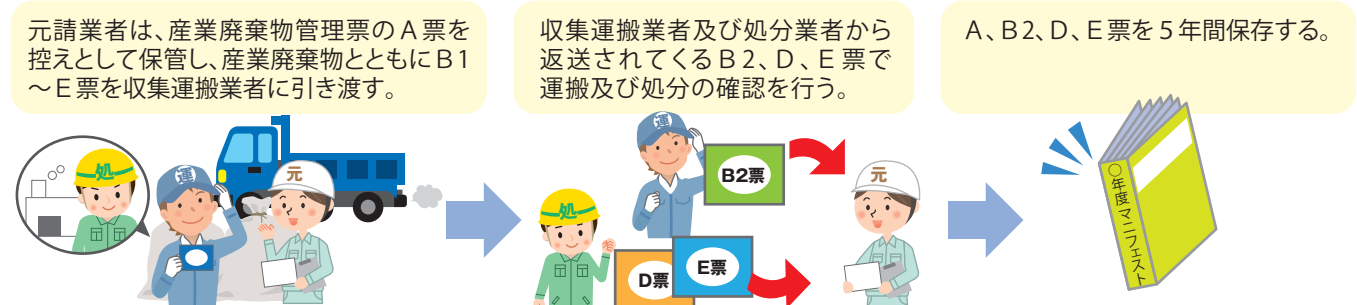 元請業者は、産業廃棄物管理票のA票を
控えとして保管し、産業廃棄物とともにB1
～E票を収集運搬業者に引き渡す。
収集運搬業者及び処分業者から
返送されてくるB2、D、E票で
運搬及び処分の確認を行う。
A、B2、D、E票を5年間保存する。
処
運
元
運
B2票
処
D票
E票
元
○年度マニフェスト